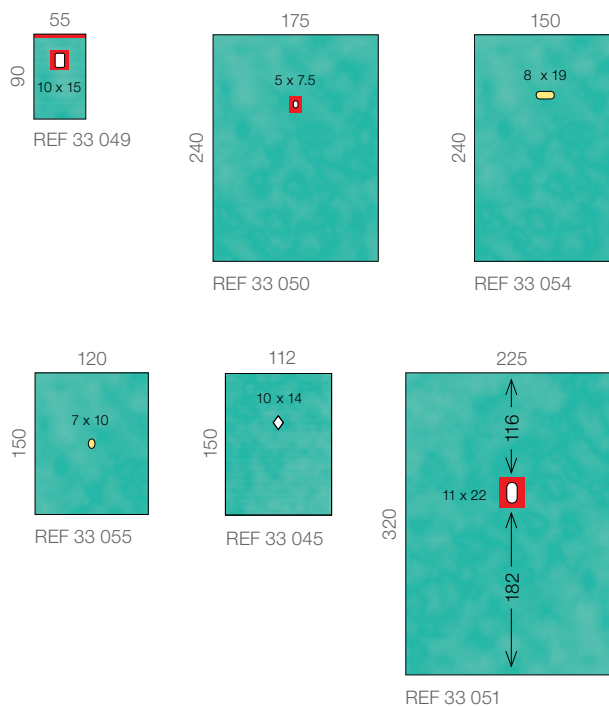 55
90
10 x 15
REF 33 049
175
240
5 x 7.5
REF 33 050
150
240
8 x 19
REF 33 054
120
150
7 x 10
REF 33 055
112
150
10 x 14
REF 33 045
225
320
116
11 x 22
182
REF 33 051